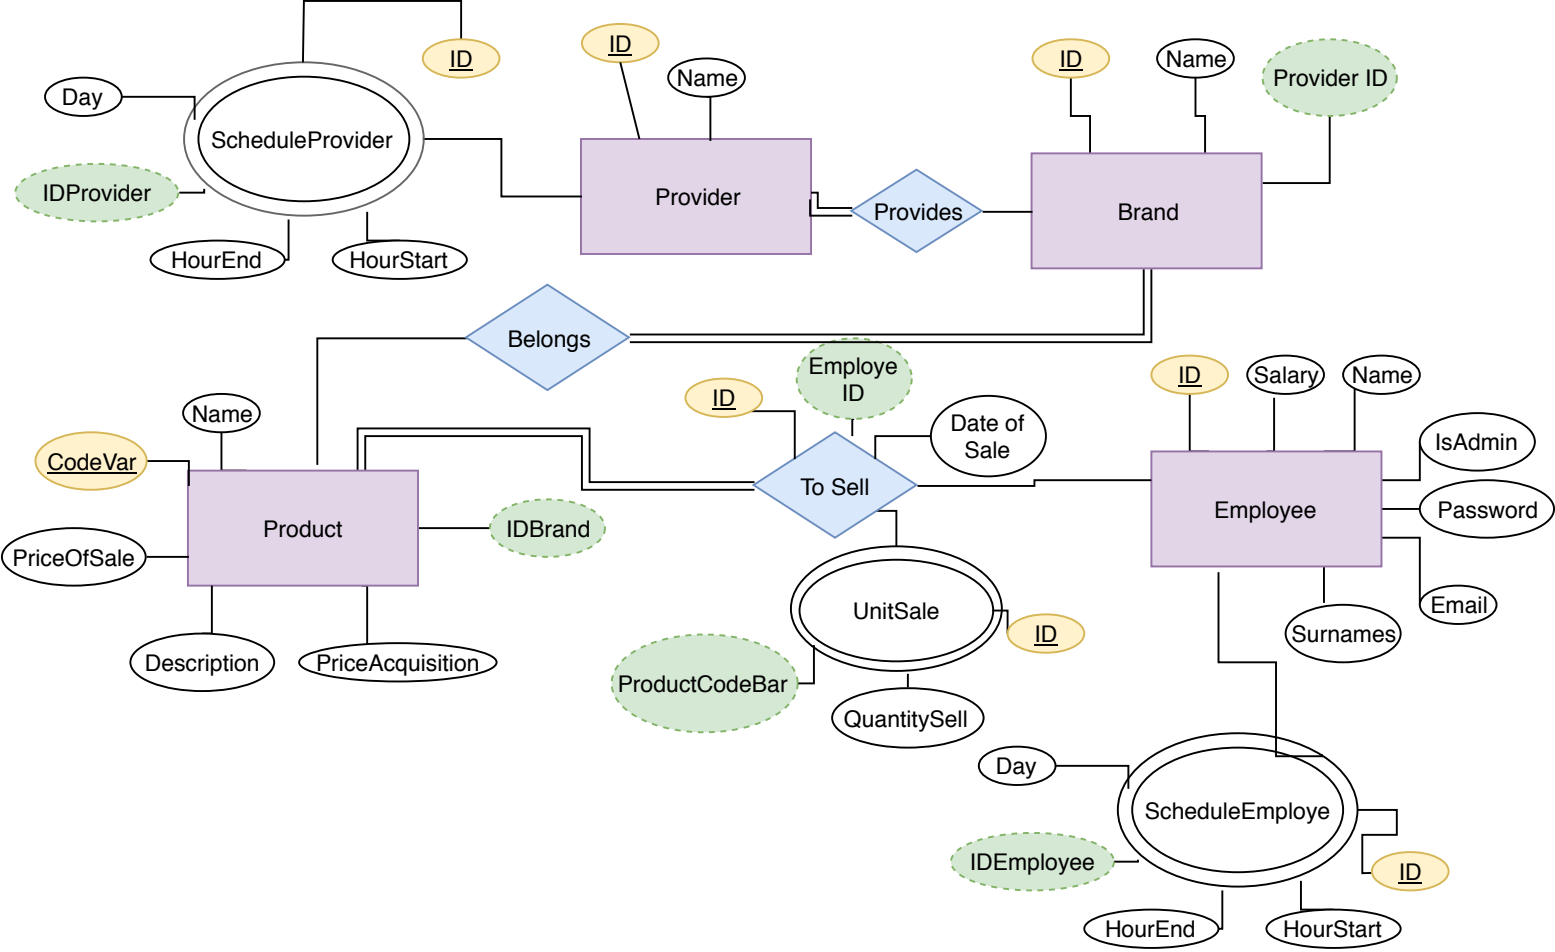 ID
ID
Name
ID
Name
Provider ID
Day
ScheduleProvider
IDProvider
HourEnd
HourStart
Provider
Provides
Brand
Belongs
Employe
ID
ID
Date of
Sale
ID
Salary
Name
Name
CodeVar
IsAdmin
To Sell
Product
IDBrand
Employee
Password
PriceOfSale
Description
PriceAcquisition
UnitSale
ID
Email
Surnames
ProductCodeBar
QuantitySell
Day
ScheduleEmploye
IDEmployee
ID
HourEnd
HourStart